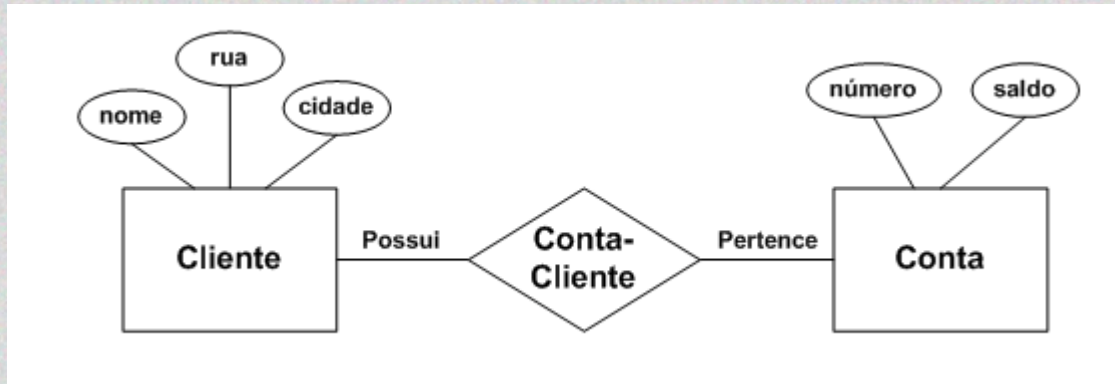 rua
nome
cidade
número
saldo
Cliente
Possui
Conta-
Cliente
Pertence
Conta